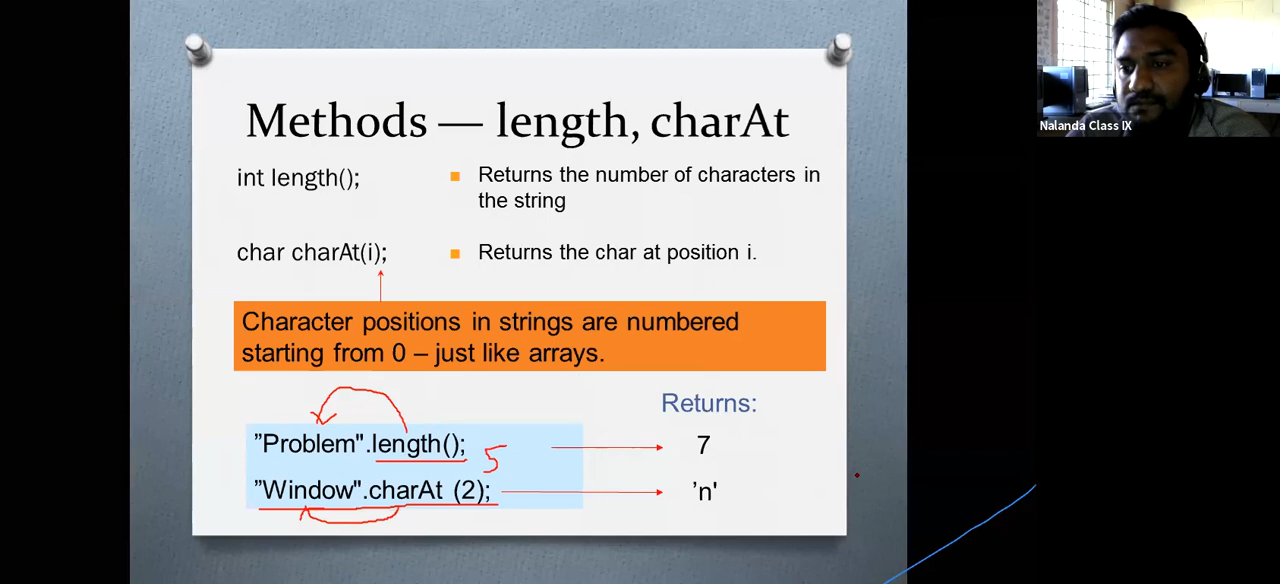 Methods — length, charAt
int length();
Returns the number of characters in
the string
char charAt(i);
Returns the char at position i.
Character positions in strings are numbered
starting from 0 – just like arrays.
Returns:
”Problem".length();
7
5
”Window".charAt (2);
’n'
Nalanda Class IX